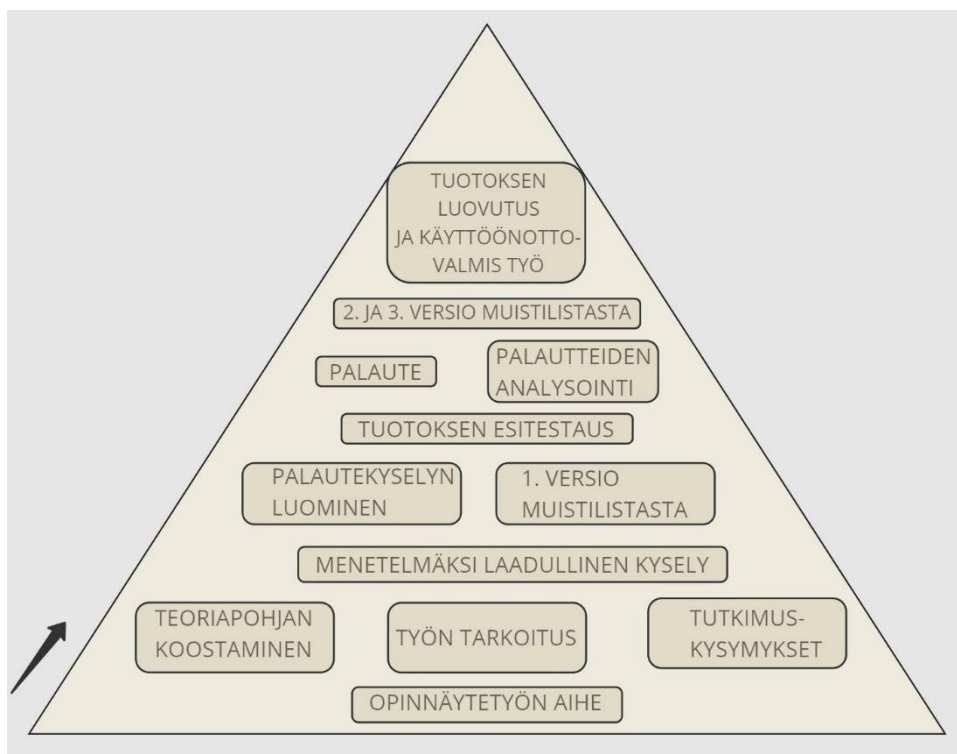 TUOTOKSEN
LUOVUTUS
JA KÄYTTÖÖNOTTO-
VALMIS TYÖ
2. JA 3. VERSIO MUISTILISTASTA
PALAUTE
PALAUTTEIDEN
ANALYSOINTI
TUOTOKSEN ESITESTAUS
PALAUTEKYSELYN
LUOMINEN
1. VERSIO
MUISTILISTASTA
MENETELMÄKSI LAADULLINEN KYSELY
TEORIAPOHJAN
KOOSTAMINEN
TYÖN TARKOITUS
TUTKIMUS-
KYSYMYKSET
OPINNÄYTETYÖN AIHE